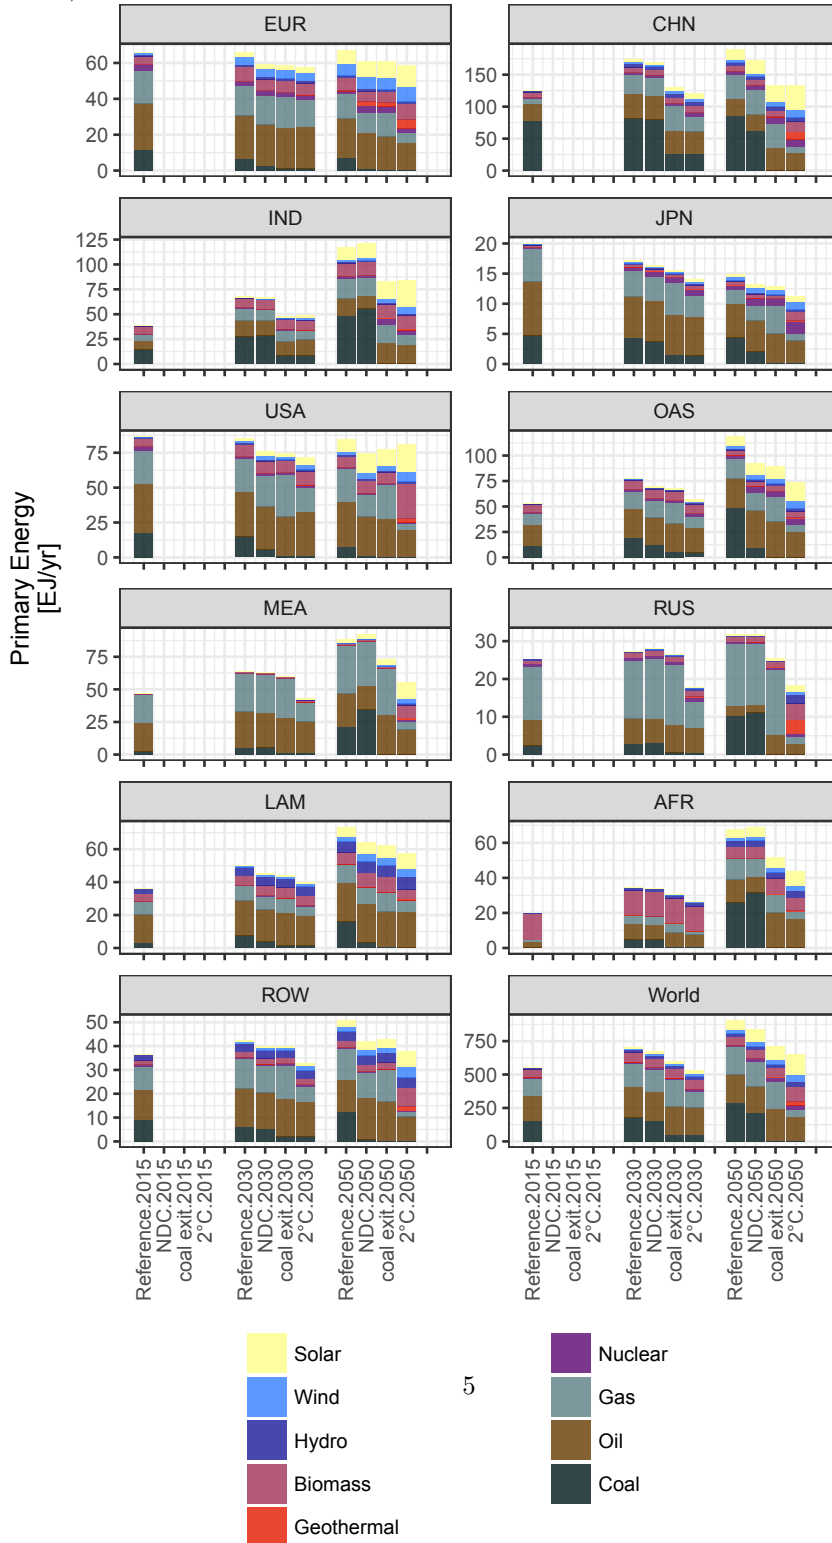 EUR
CHN
60
40
20
0
150
100
50
0
IND
JPN
125
100
75
50
25
0
20
15
10
5
0
USA
OAS
75
50
25
0
100
75
50
25
0
Primary Energy
[EJ/yr]
MEA
RUS
75
50
25
0
30
20
10
0
LAM
AFR
60
40
20
0
60
40
20
0
ROW
World
50
40
30
20
10
0
750
500
250
0
Reference.2015
NDC.2015
coal exit.2015
2°C.2015
Reference.2030
NDC.2030
coal exit.2030
2°C.2030
Reference.2050
NDC.2050
coal exit.2050
2°C.2050
Reference.2015
NDC.2015
coal exit.2015
2°C.2015
Reference.2030
NDC.2030
coal exit.2030
2°C.2030
Reference.2050
NDC.2050
coal exit.2050
2°C.2050
Solar
Wind
Hydro
Biomass
Geothermal
5
Nuclear
Gas
Oil
Coal